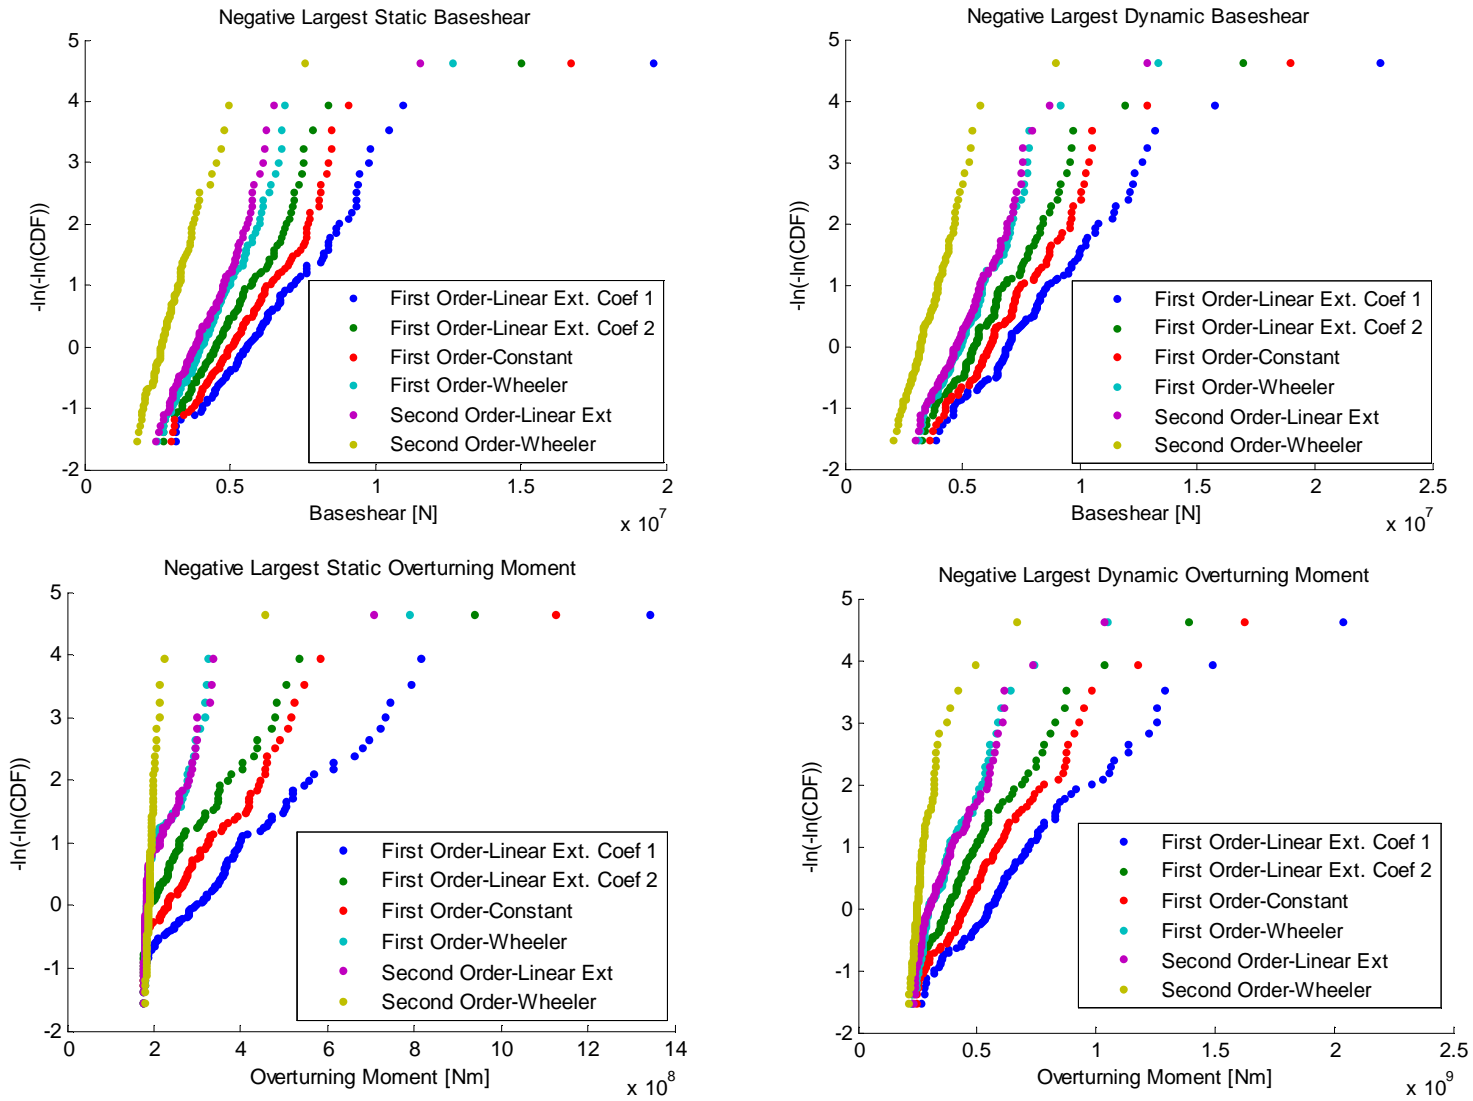 Negative Largest Static Baseshear
5
4
3
2
1
0
-1
-2
-ln(-ln(CDF))
First Order-Linear Ext. Coef 1
First Order-Linear Ext. Coef 2
First Order-Constant
First Order-Wheeler
Second Order-Linear Ext
Second Order-Wheeler
0 0.5 1 1.5 2
Baseshear [N]
x 10^7
Negative Largest Dynamic Baseshear
5
4
3
2
1
0
-1
-2
-ln(-ln(CDF))
First Order-Linear Ext. Coef 1
First Order-Linear Ext. Coef 2
First Order-Constant
First Order-Wheeler
Second Order-Linear Ext
Second Order-Wheeler
0 0.5 1 1.5 2 2.5
Baseshear [N]
x 10^7
Negative Largest Static Overturning Moment
5
4
3
2
1
0
-1
-2
-ln(-ln(CDF))
First Order-Linear Ext. Coef 1
First Order-Linear Ext. Coef 2
First Order-Constant
First Order-Wheeler
Second Order-Linear Ext
Second Order-Wheeler
0 2 4 6 8 10 12 14
Overturning Moment [Nm]
x 10^8
Negative Largest Dynamic Overturning Moment
5
4
3
2
1
0
-1
-2
-ln(-ln(CDF))
First Order-Linear Ext. Coef 1
First Order-Linear Ext. Coef 2
First Order-Constant
First Order-Wheeler
Second Order-Linear Ext
Second Order-Wheeler
0 0.5 1 1.5 2 2.5
Overturning Moment [Nm]
x 10^9